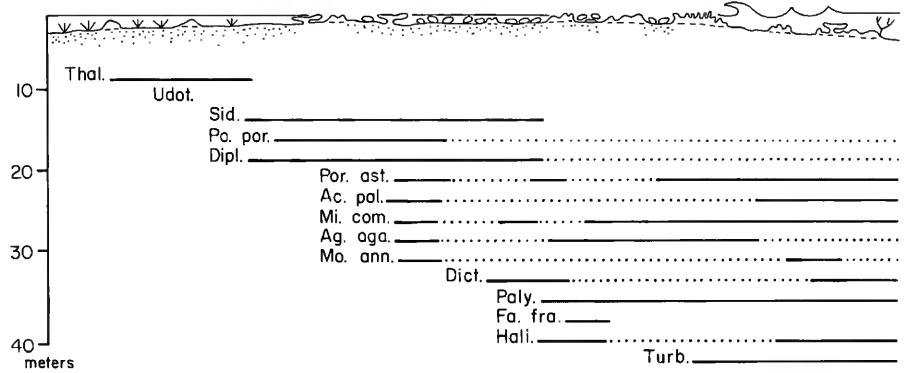 Thal.
10
Udot.
Sid.
Po. por.
Dipl.
20
Por. ast.
Ac. pal.
Mi. com.
Ag. aga.
30
Mo. ann.
Dict.
Paly.
Fa. fra.
Hali.
40
Turb.
meters